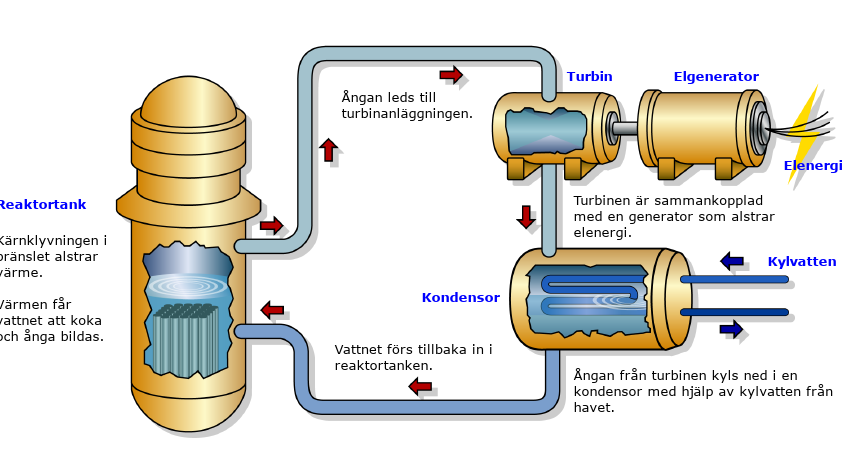 Turbin
Elgenerator
Ångan leds till
turbinanläggningen.
Elenergi
Reaktortank
Kärnklyvningen i
bränslet alstrar
värme.
Värmen får
vattnet att koka
och ånga bildas.
Turbinen är sammankopplad
med en generator som alstrar
elenergi.
Kylvatten
Kondensor
Vattnet förs tillbaka in i
reaktortanken.
Ångan från turbinen kyls ned i en
kondensor med hjälp av kylvatten från
havet.